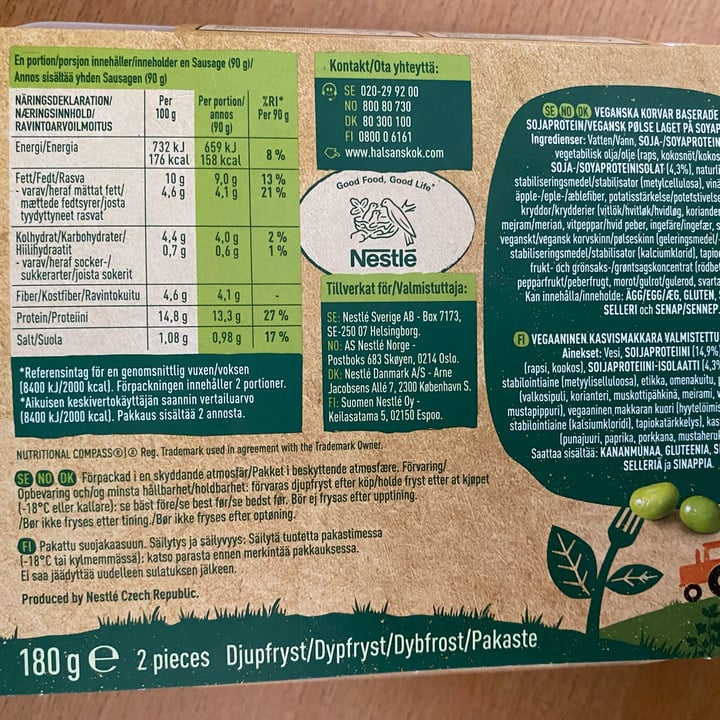 En portion/porsjon innehåller/inneholder en Sausage (90 g)/
Annos sisältää yhden Sausagen (90 g)
NÄRINGSDEKLARATION/
NÆRINGSINNHOLD/
RAVINTOARVOILMOITUS
Per
100 g
Per portion/
annos
(90 g)
%RI*
Per 90 g
Energi/Energia 732 kJ 659 kJ
176 kcal 158 kcal 8 %
Fett/Fedt/Rasva 10 g 9,0 g 13 %
- varav/heraf mättat fett/ 4,6 g 4,1 g 21 %
mættede fedtsyrer/josta
tyydyttyneet rasvat
Kolhydrat/Karbohydrater/ 4,4 g 4,0 g 2 %
Hiilihydraatit 0,7 g 0,6 g 1 %
- varav/heraf socker-/
sukkerarter/joista sokerit
Fiber/Kostfiber/Ravintokuitu 4,6 g 4,1 g -
Protein/Proteiini 14,8 g 13,3 g 27 %
Salt/Suola 1,08 g 0,98 g 17 %
*Referensintag för en genomsnittlig vuxen/voksen
(8400 kJ/2000 kcal). Förpackningen innehåller 2 portioner.
*Aikuisen keskivertokäyttäjän saannin vertailuarvo
(8400 kJ/2000 kcal). Pakkaus sisältää 2 annosta.
Kontakt/Ota yhteyttä:
SE 020-29 92 00
NO 800 80 730
DK 80 300 100
FI 0800 0 6161
www.halsanskok.com
Good Food, Good Life*
Nestlé
Tillverkat för/Valmistuttaja:
SE: Nestlé Sverige AB - Box 7173,
SE-250 07 Helsingborg.
NO: AS Nestlé Norge -
Postboks 683 Skøyen, 0214 Oslo.
DK: Nestlé Danmark A/S - Arne
Jacobsens Allé 7, 2300 København S.
FI: Suomen Nestlé Oy -
Keilasatama 5, 02150 Espoo.
SE NO DK VEGANSKA KORVAR BASERADE
SOJAPROTEIN/VEGANSK PØLSE LAGET PÅ SOYAP
Ingredienser: Vatten/Vann, SOJA-/SOYAPROTEIN
vegetabilisk olja/olje (raps, kokosnöt/kokos
SOJA-/SOYAPROTEINISOLAT (4,3%), naturli
stabiliseringsmedel/stabilisator (metylcellulosa), vin
äpple-/eple-/æblefiber, potatisstärkelse/potetstivelse
kryddor/krydderier (vitlök/hvitløk/hvidløg, koriande
mejram/merian, vitpeppar/hvid peber, ingefära/ingefær, s
veganskt/vegansk korvskinn/pølseskinn (geleringsmedel/
stabiliseringsmedel/stabilisator (kalciumklorid), tapio
frukt- och grönsaks-/grøntsagskoncentrat (rödbe
pepparfrukt/peberfrugt, morot/gulrot/gulerod, svarta
Kan innehålla/inneholde: ÄGG/EGG/ÆG, GLUTEN,
SELLERI och SENAP/SENNEP.
FI VEGAANINEN KASVISMAKKARA VALMISTETTU
Ainekset: Vesi, SOIJAPROTEIINI (14,9%
(rapsi, kookos), SOIJAPROTEIINI-ISOLAATTI (4,3%
stabilointiaine (metyyliselluloosa), etikka, omenakuitu, p
(valkosipuli, korianteri, muskottipähkinä, meirami, v
mustapippuri), vegaaninen makkaran kuori (hyytelöimi
stabilointiaine (kalsiumkloridi), tapiokatärkkelys), kas
(punajuuri, paprika, porkkana, mustaheru
Saattaa sisältää: KANANMUNAA, GLUTEENIA, S
SELLERIÄ ja SINAPPIA.
NUTRITIONAL COMPASS®|® Reg. Trademark used in agreement with the Trademark Owner.
SE NO DK Förpackad i en skyddande atmosfär/Pakket i beskyttende atmosfære. Förvaring/
Opbevaring och/og minsta hållbarhet/holdbarhet: förvaras djupfryst efter köp/holde fryst etter at kjøpet
(-18°C eller kallare): se bäst före/se best før/se bedst før. Bör ej frysas efter upptining.
/Bør ikke fryses etter tining./Bør ikke fryses efter optøning.
FI Pakattu suojakaasuun. Säilytys ja säilyvyys: Säilytä tuotetta pakastimessa
(-18°C tai kylmemmässä): katso parasta ennen merkintää pakkauksessa.
Ei saa jäädyttää uudelleen sulatuksen jälkeen.
Produced by Nestlé Czech Republic.
180 g e 2 pieces Djupfryst/Dypfryst/Dybfrost/Pakaste